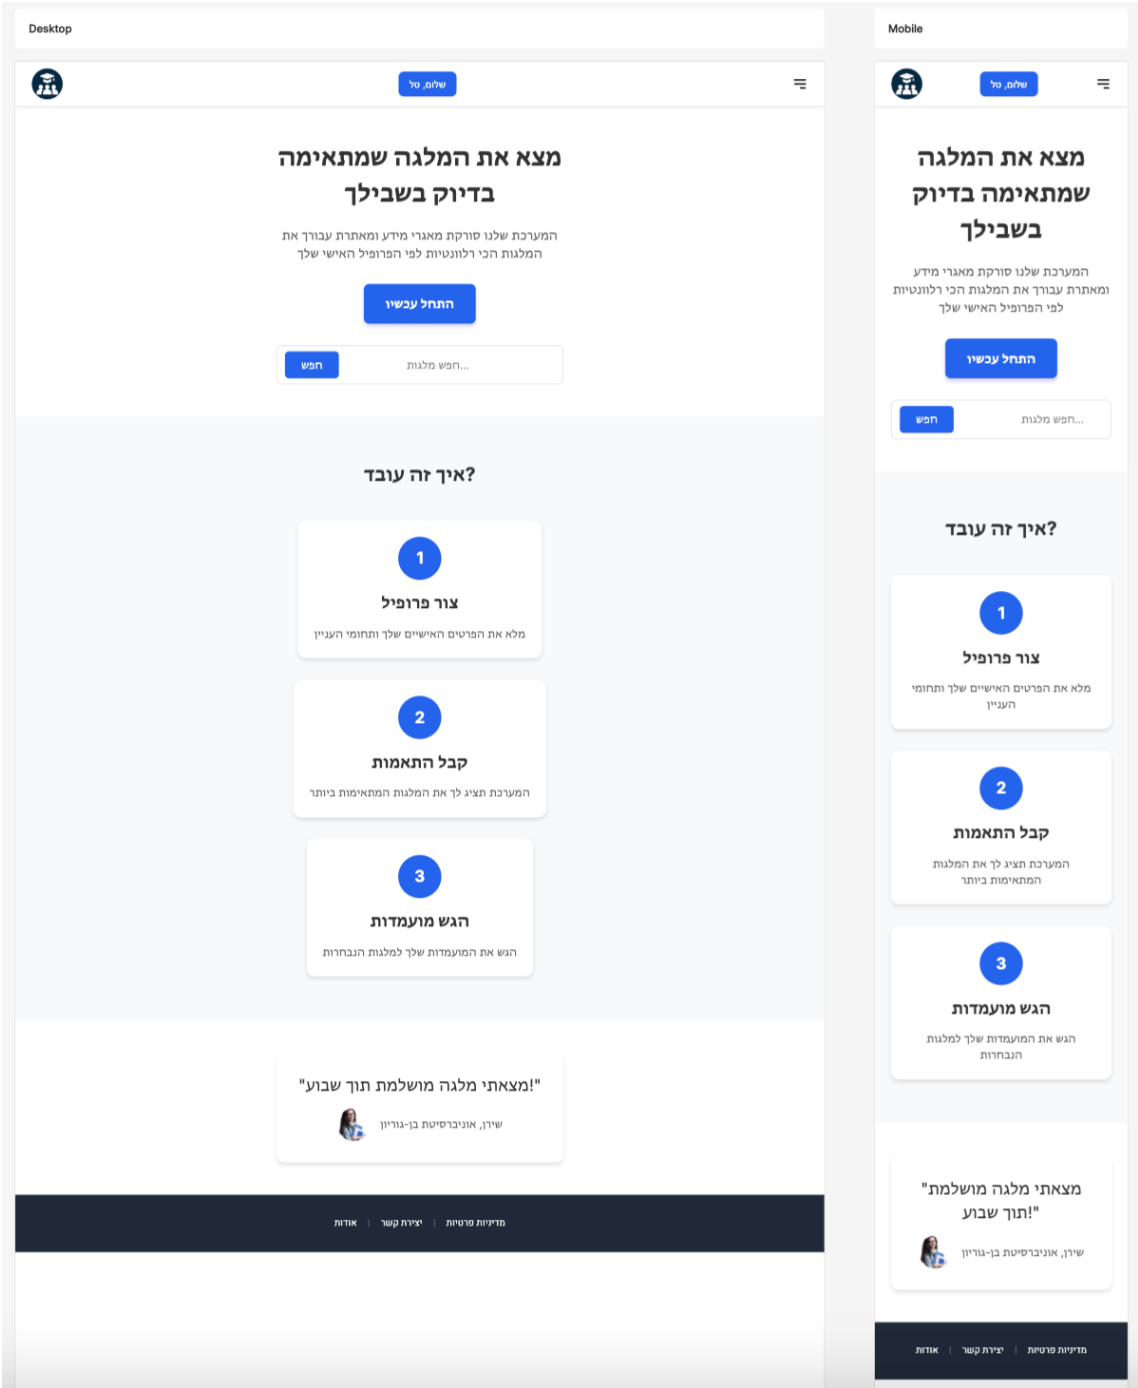 Desktop
שלום, טל
מצא את המלגה שמתאימה
בדיוק בשבילך
המערכת שלנו סורקת מאגרי מידע ומאתרת עבורך את
המלגות הכי רלוונטיות לפי הפרופיל האישי שלך
התחל עכשיו
חפש מלגות...
חפש
?איך זה עובד
1
צור פרופיל
מלא את הפרטים האישיים שלך ותחומי העניין
2
קבל התאמות
המערכת תציג לך את המלגות המתאימות ביותר
3
הגש מועמדות
הגש את המועמדות שלך למלגות הנבחרות
"!מצאתי מלגה מושלמת תוך שבוע"
שירן, אוניברסיטת בן-גוריון
מדיניות פרטיות | יצירת קשר | אודות
Mobile
שלום, טל
מצא את המלגה
שמתאימה בדיוק
בשבילך
המערכת שלנו סורקת מאגרי מידע
ומאתרת עבורך את המלגות הכי רלוונטיות
לפי הפרופיל האישי שלך
התחל עכשיו
חפש מלגות...
חפש
?איך זה עובד
1
צור פרופיל
מלא את הפרטים האישיים שלך ותחומי
העניין
2
קבל התאמות
המערכת תציג לך את המלגות
המתאימות ביותר
3
הגש מועמדות
הגש את המועמדות שלך למלגות
הנבחרות
מצאתי מלגה מושלמת"
"!תוך שבוע
שירן, אוניברסיטת בן-גוריון
מדיניות פרטיות | יצירת קשר | אודות